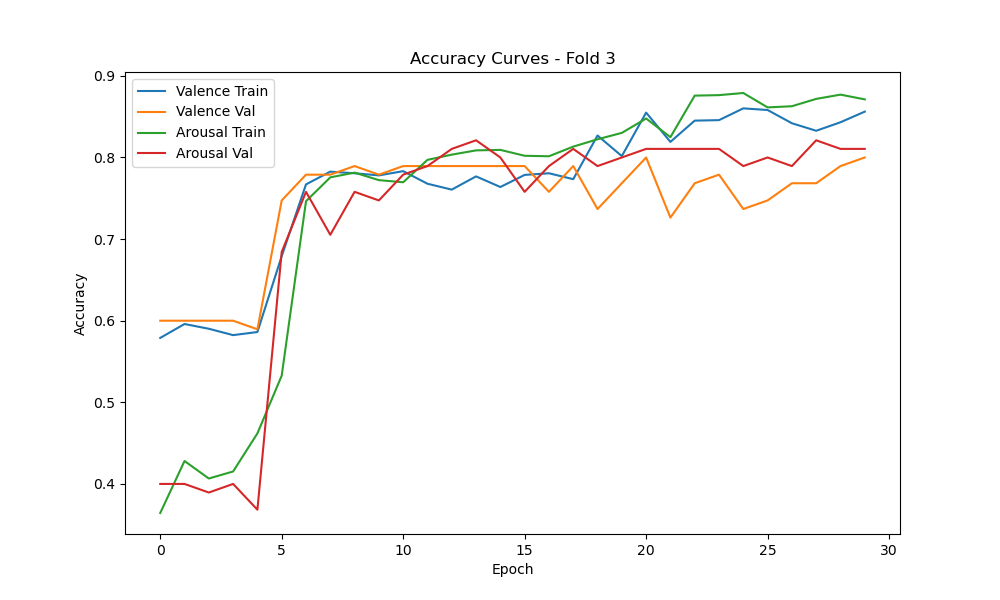 Accuracy Curves - Fold 3
Valence Train
Valence Val
Arousal Train
Arousal Val
0.9
0.8
0.7
0.6
0.5
0.4
Accuracy
0
5
10
15
20
25
30
Epoch